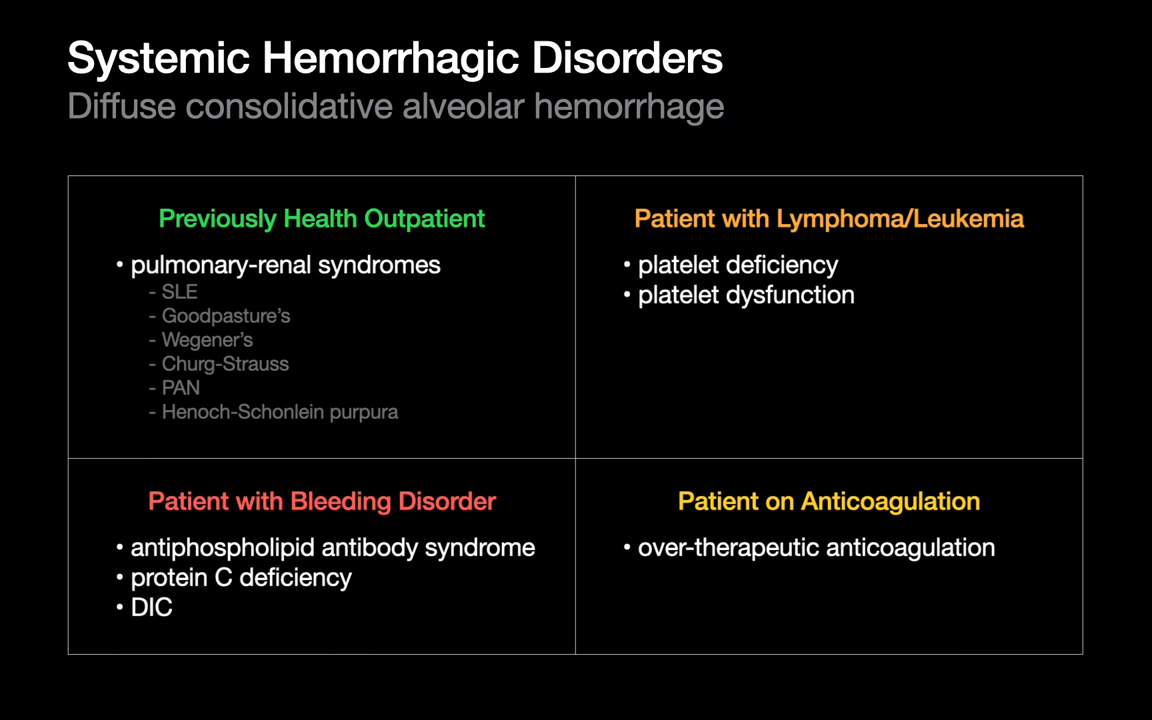 Systemic Hemorrhagic Disorders
Diffuse consolidative alveolar hemorrhage
Previously Health Outpatient
• pulmonary-renal syndromes
- SLE
- Goodpasture’s
- Wegener’s
- Churg-Strauss
- PAN
- Henoch-Schonlein purpura
Patient with Lymphoma/Leukemia
• platelet deficiency
• platelet dysfunction
Patient with Bleeding Disorder
• antiphospholipid antibody syndrome
• protein C deficiency
• DIC
Patient on Anticoagulation
• over-therapeutic anticoagulation